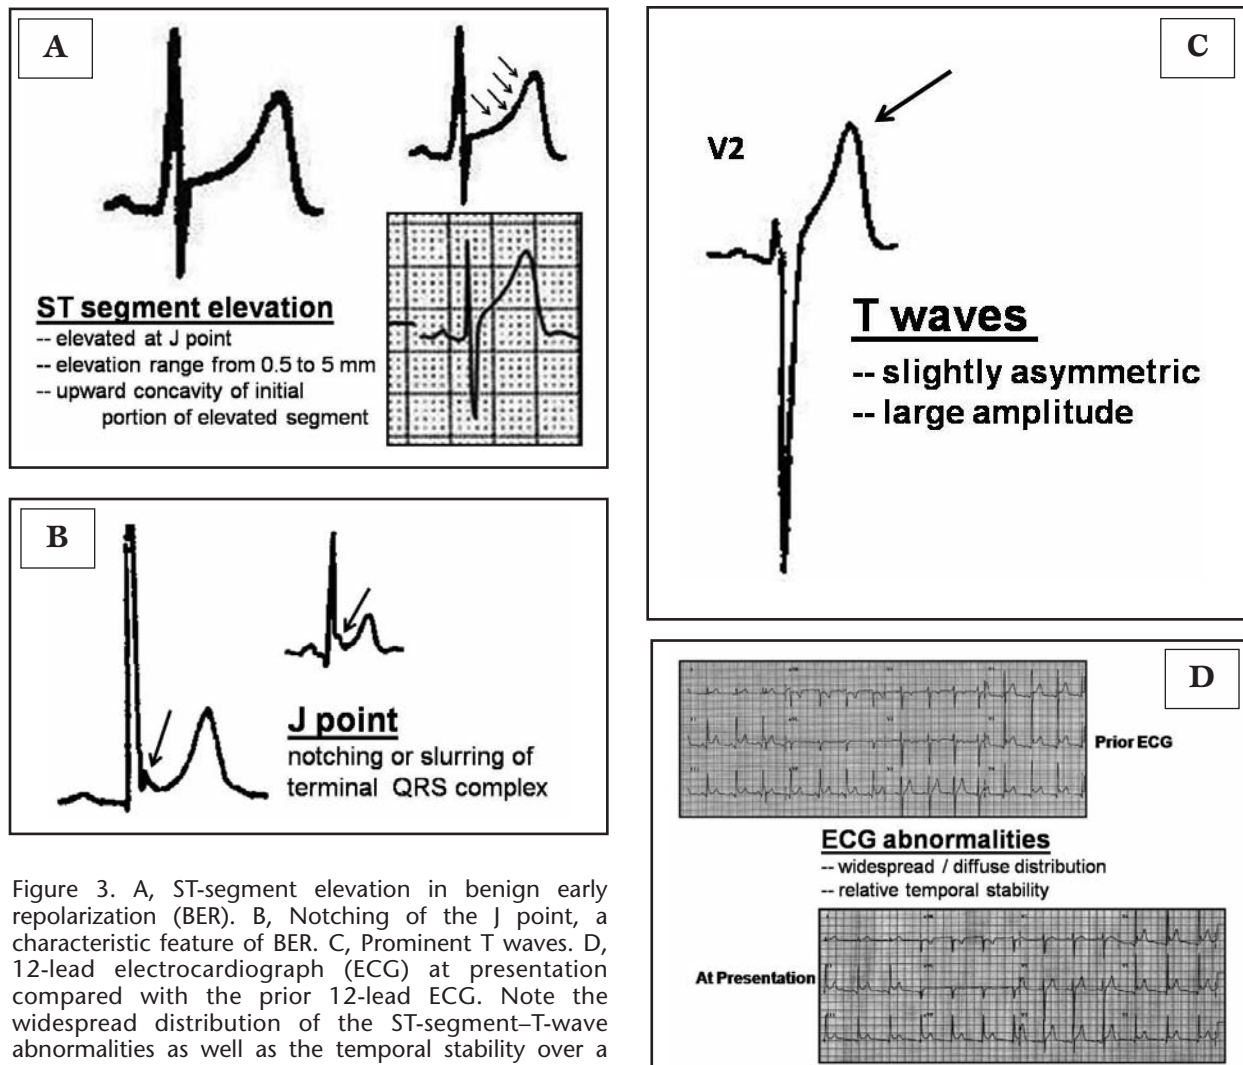 A
ST segment elevation
-- elevated at J point
-- elevation range from 0.5 to 5 mm
-- upward concavity of initial
portion of elevated segment
B
J point
notching or slurring of
terminal QRS complex
Figure 3. A, ST-segment elevation in benign early
repolarization (BER). B, Notching of the J point, a
characteristic feature of BER. C, Prominent T waves. D,
12-lead electrocardiograph (ECG) at presentation
compared with the prior 12-lead ECG. Note the
widespread distribution of the ST-segment–T-wave
abnormalities as well as the temporal stability over a
C
V2
T waves
-- slightly asymmetric
-- large amplitude
D
Prior ECG
ECG abnormalities
-- widespread / diffuse distribution
-- relative temporal stability
At Presentation